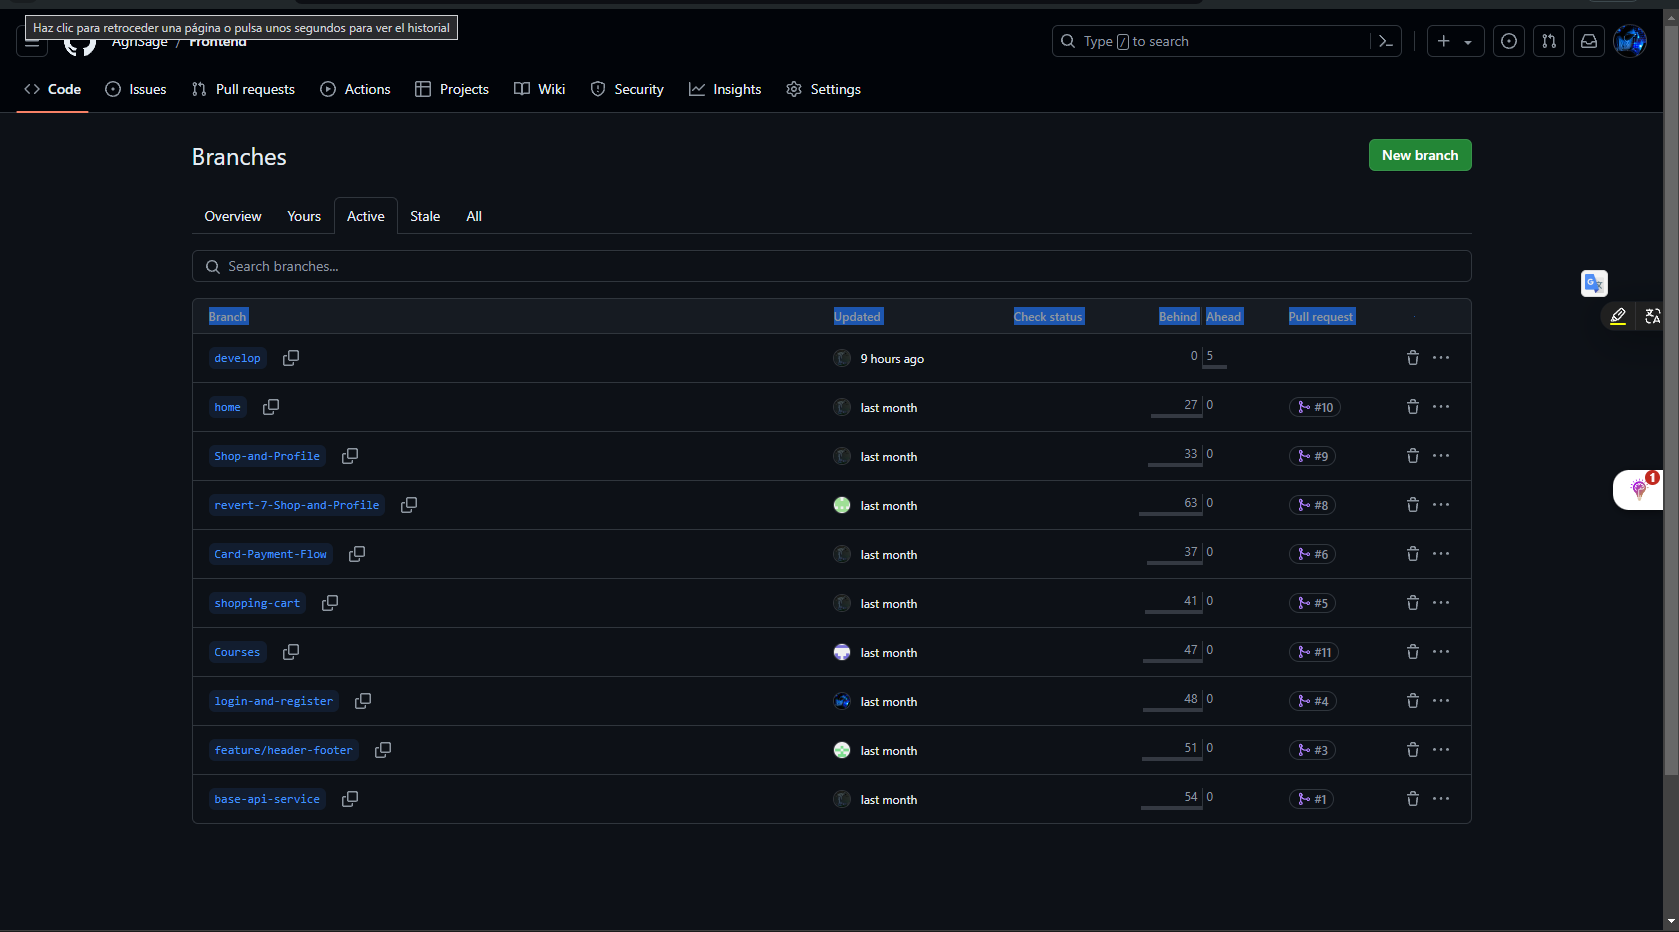 Haz clic para retroceder una página o pulsa unos segundos para ver el historial
AgriSage / Frontend
Type / to search
Code Issues Pull requests Actions Projects Wiki Security Insights Settings
Branches
New branch
Overview Yours Active Stale All
Search branches...
Branch Updated Check status Behind Ahead Pull request
develop 9 hours ago 0 5
home last month 27 0 #10
Shop-and-Profile last month 33 0 #9
1
revert-7-Shop-and-Profile last month 63 0 #8
Card-Payment-Flow last month 37 0 #6
shopping-cart last month 41 0 #5
Courses last month 47 0 #11
login-and-register last month 48 0 #4
feature/header-footer last month 51 0 #3
base-api-service last month 54 0 #1